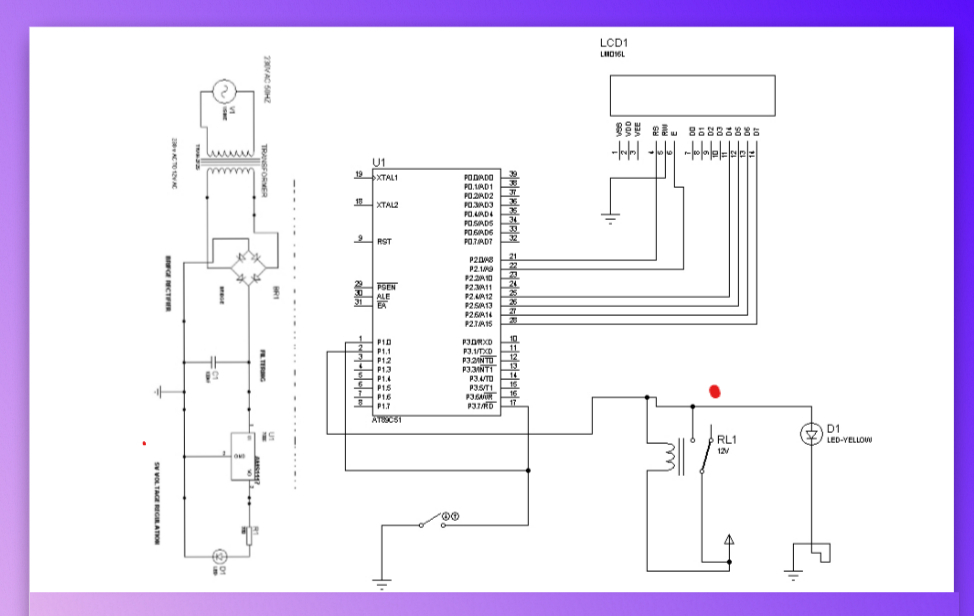 LCD1
LM016L
VSS
VDD
VEE
RS
RW
E
D0
D1
D2
D3
D4
D5
D6
D7
1
2
3
4
5
6
7
8
9
10
11
12
13
14
230V AC 50HZ
V1
TRANSFORMER
230v AC TO 12V AC
BRIDGE RECTIFIER
BR1
FILTERING
C1
U1
GND
5V VOLTAGE REGULATION
R1
D1
LED
U1
19 XTAL1
18 XTAL2
9 RST
29 PSEN
30 ALE
31 EA
1 P1.0
2 P1.1
3 P1.2
4 P1.3
5 P1.4
6 P1.5
7 P1.6
8 P1.7
P0.0/AD0 39
P0.1/AD1 38
P0.2/AD2 37
P0.3/AD3 36
P0.4/AD4 35
P0.5/AD5 34
P0.6/AD6 33
P0.7/AD7 32
P2.0/A8 21
P2.1/A9 22
P2.2/A10 23
P2.3/A11 24
P2.4/A12 25
P2.5/A13 26
P2.6/A14 27
P2.7/A15 28
P3.0/RXD 10
P3.1/TXD 11
P3.2/INT0 12
P3.3/INT1 13
P3.4/T0 14
P3.5/T1 15
P3.6/WR 16
P3.7/RD 17
AT89C51
RL1
12V
D1
LED-YELLOW